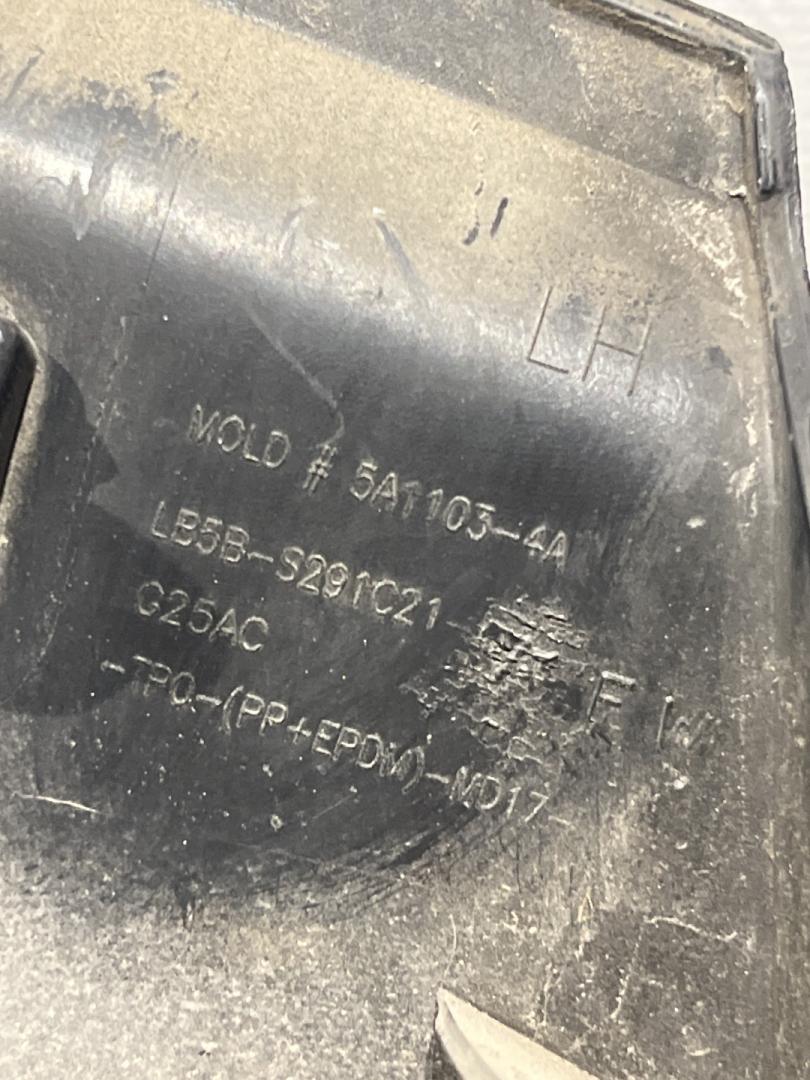 LH
MOLD # 5A1103-4A
LB5B-S291C21-
C25AC
F W
-TPO-(PP+EPDM)-MD17-